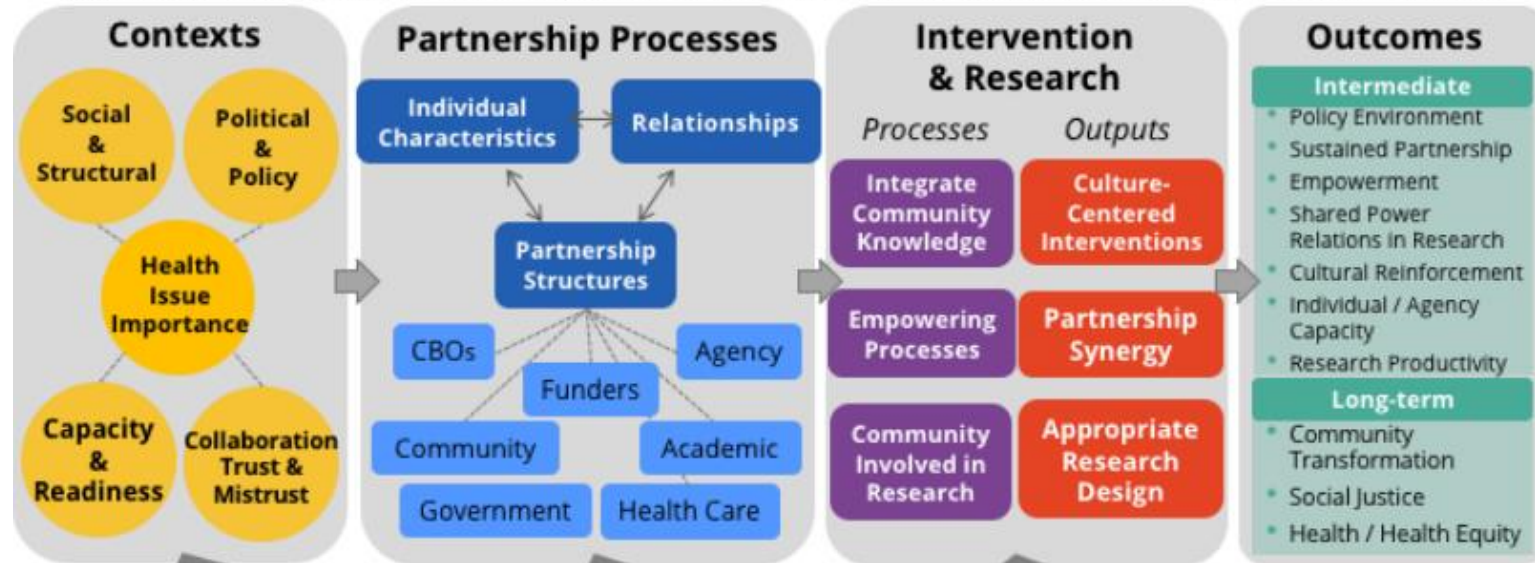 Contexts
Social
&
Structural
Political
&
Policy
Health
Issue
Importance
Capacity
&
Readiness
Collaboration
Trust &
Mistrust
Partnership Processes
Individual
Characteristics
Relationships
Partnership
Structures
CBOs
Agency
Funders
Community
Academic
Government
Health Care
Intervention
& Research
Processes
Outputs
Integrate
Community
Knowledge
Culture-
Centered
Interventions
Empowering
Processes
Partnership
Synergy
Community
Involved in
Research
Appropriate
Research
Design
Outcomes
Intermediate
• Policy Environment
• Sustained Partnership
• Empowerment
• Shared Power
Relations in Research
• Cultural Reinforcement
• Individual / Agency
Capacity
• Research Productivity
Long-term
• Community
Transformation
• Social Justice
• Health / Health Equity